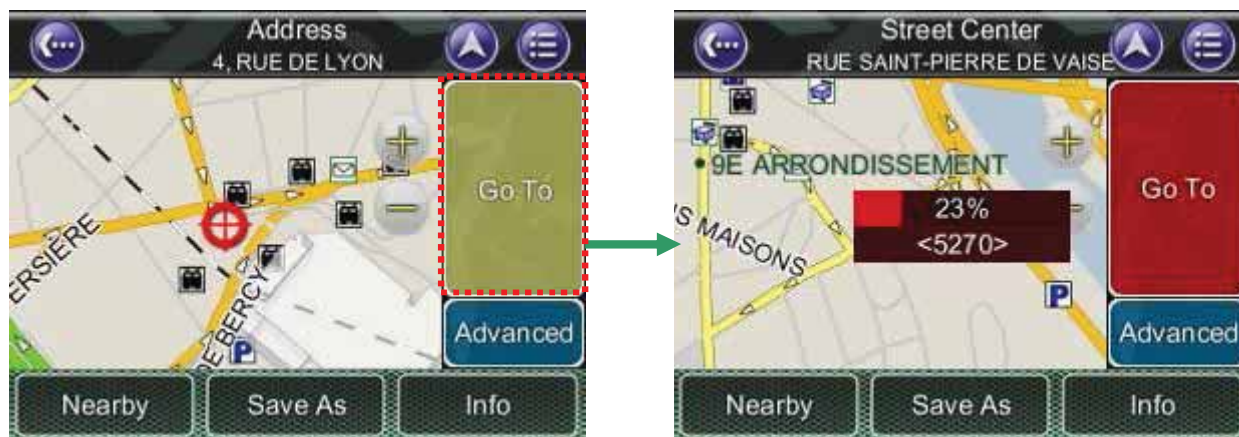 Address
4, RUE DE LYON
ERSIÈRE
DE BERCY
P
Go To
Advanced
Nearby
Save As
Info
Street Center
RUE SAINT-PIERRE DE VAISE
9E ARRONDISSEMENT
S MAISONS
23%
<5270>
P
Go To
Advanced
Nearby
Save As
Info